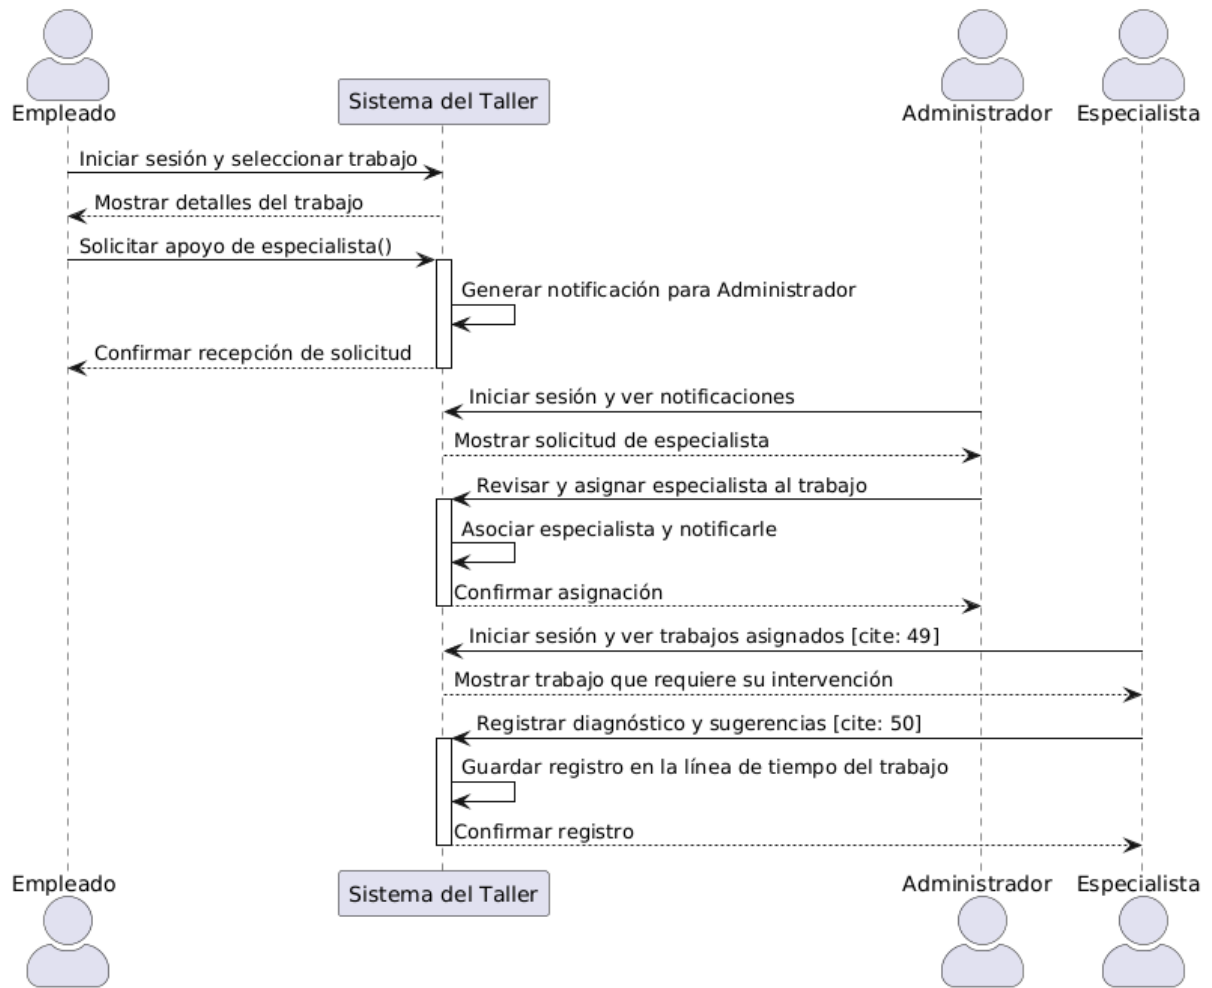 Empleado
Sistema del Taller
Administrador
Especialista
Iniciar sesión y seleccionar trabajo
Mostrar detalles del trabajo
Solicitar apoyo de especialista()
Generar notificación para Administrador
Confirmar recepción de solicitud
Iniciar sesión y ver notificaciones
Mostrar solicitud de especialista
Revisar y asignar especialista al trabajo
Asociar especialista y notificarle
Confirmar asignación
Iniciar sesión y ver trabajos asignados [cite: 49]
Mostrar trabajo que requiere su intervención
Registrar diagnóstico y sugerencias [cite: 50]
Guardar registro en la línea de tiempo del trabajo
Confirmar registro
Empleado
Sistema del Taller
Administrador
Especialista